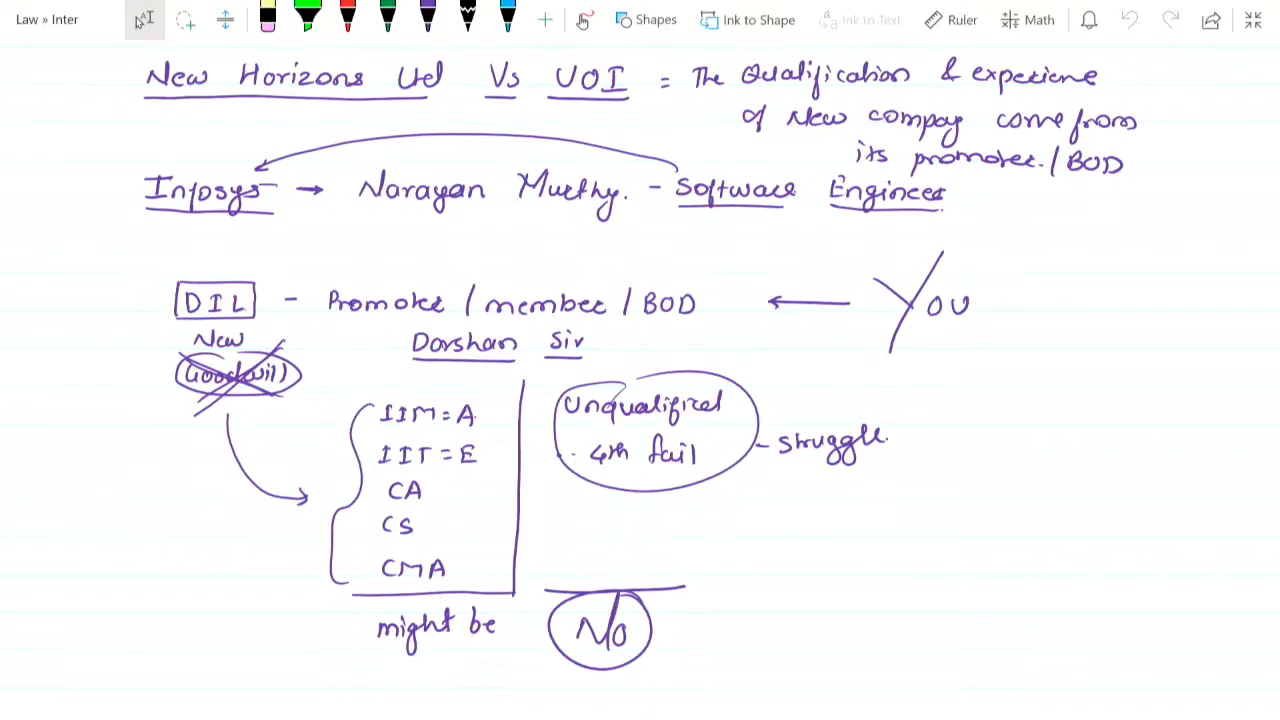 Law » Inter
Shapes
Ink to Shape
Ink to Text
Ruler
Math
New Horizons Ltd Vs UOI = The Qualification & experiene
of New compay come from
its promoter./BOD
Infosys → Narayan Murthy. - Software Engineer
DIL - Promoter / member / BOD ← You
New Darshan Sir
Goodwill
IIM = A.
IIT = E
CA
CS
CMA
might be
Unqualified
. 4th fail - struggle.
No